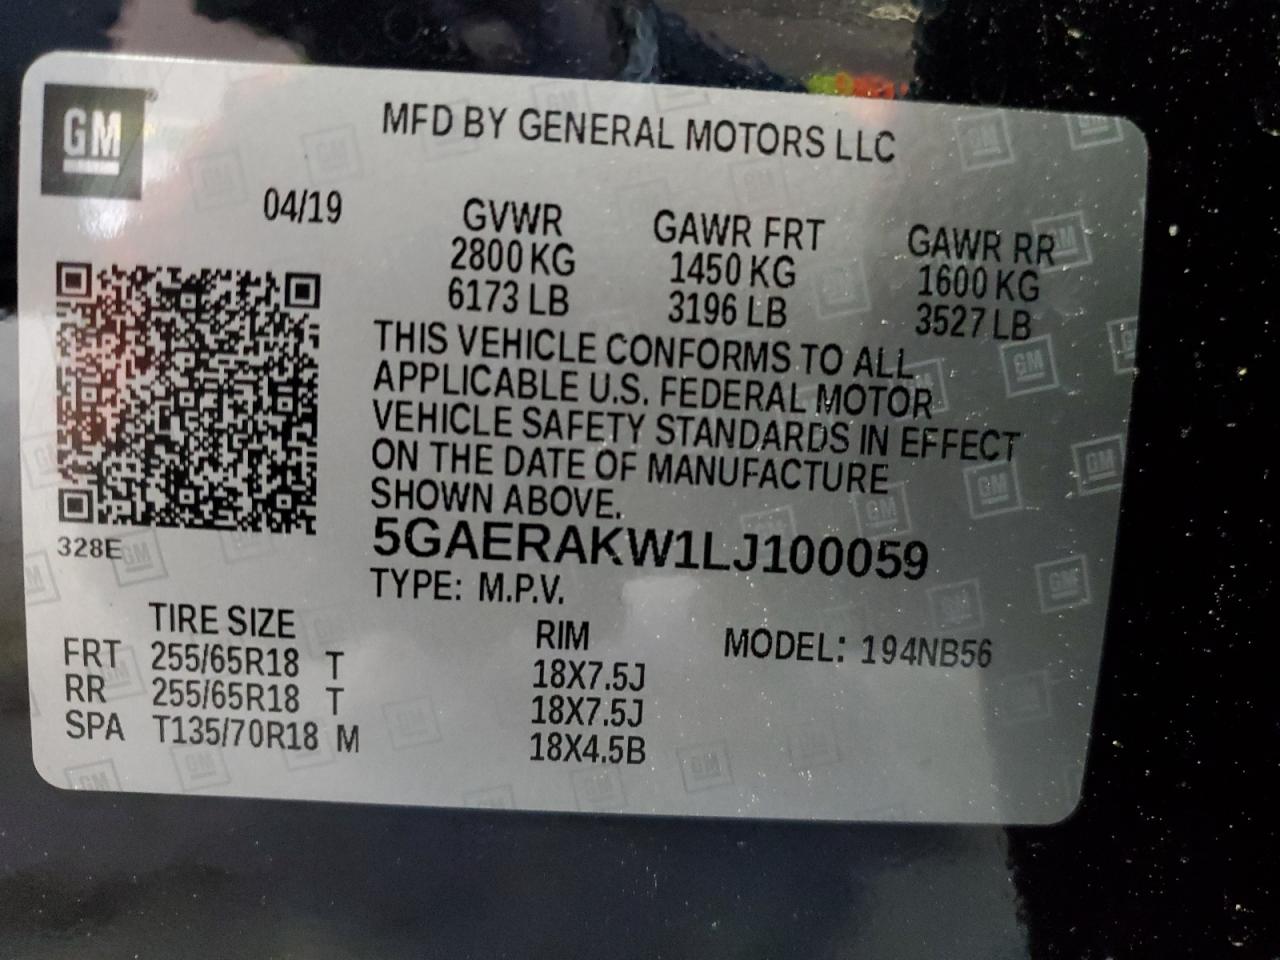 GM
MFD BY GENERAL MOTORS LLC
04/19
GVWR GAWR FRT GAWR RR
2800 KG 1450 KG 1600 KG
6173 LB 3196 LB 3527 LB
THIS VEHICLE CONFORMS TO ALL
APPLICABLE U.S. FEDERAL MOTOR
VEHICLE SAFETY STANDARDS IN EFFECT
ON THE DATE OF MANUFACTURE
SHOWN ABOVE.
328E
5GAERAKW1LJ100059
TYPE: M.P.V.
TIRE SIZE RIM MODEL: 194NB56
FRT 255/65R18 T 18X7.5J
RR 255/65R18 T 18X7.5J
SPA T135/70R18 M 18X4.5B